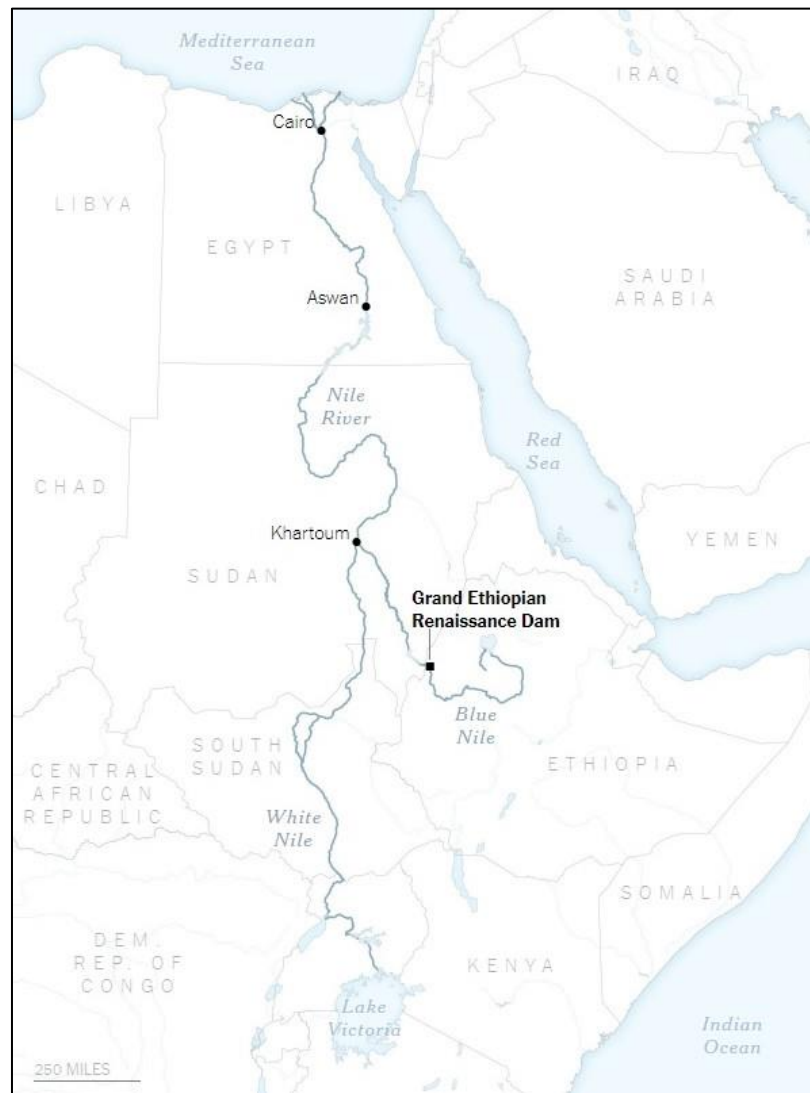 Mediterranean
Sea
IRAQ
Cairo
LIBYA
EGYPT
SAUDI
ARABIA
Aswan
Nile
River
Red
Sea
CHAD
Khartoum
YEMEN
SUDAN
Grand Ethiopian
Renaissance Dam
Blue
Nile
SOUTH
SUDAN
ETHIOPIA
CENTRAL
AFRICAN
REPUBLIC
White
Nile
SOMALIA
DEM.
REP. OF
CONGO
KENYA
Lake
Victoria
Indian
Ocean
250 MILES